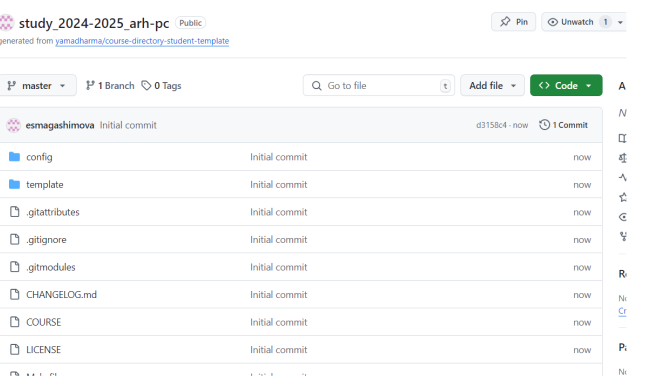 study_2024-2025_arh-pc Public
Pin
Unwatch 1
generated from yamadharma/course-directory-student-template
master
1 Branch
0 Tags
Go to file
t
Add file
Code
A
esmagashimova Initial commit
d3158c4 · now
1 Commit
config Initial commit now
template Initial commit now
.gitattributes Initial commit now
.gitignore Initial commit now
.gitmodules Initial commit now
CHANGELOG.md Initial commit now
COURSE Initial commit now
LICENSE Initial commit now